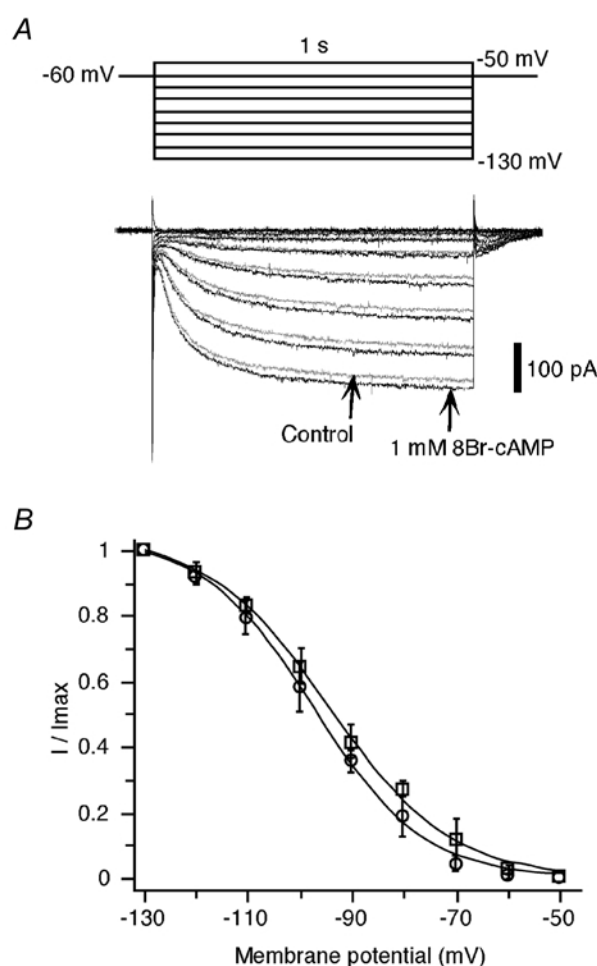 A
1 s
-60 mV
-50 mV
-130 mV
100 pA
Control
1 mM 8Br-cAMP
B
I / Imax
1
0.8
0.6
0.4
0.2
0
-130
-110
-90
-70
-50
Membrane potential (mV)